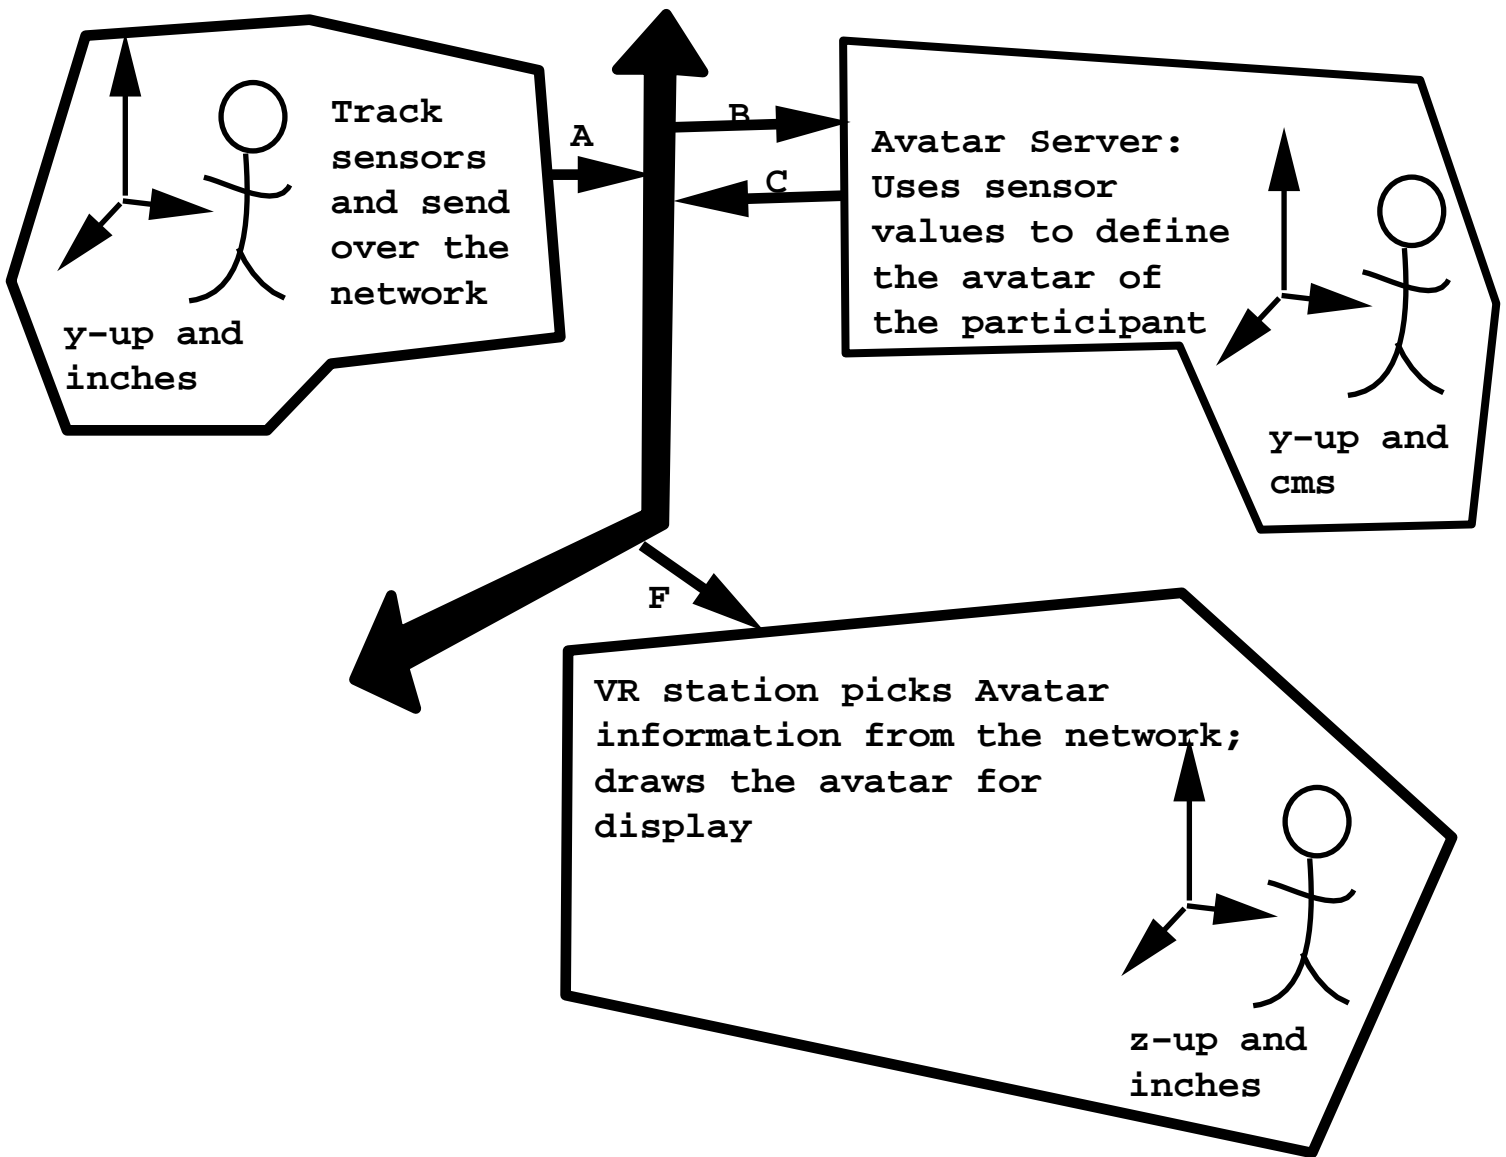 Track
sensors
and send
over the
network
y-up and
inches
A
B
C
Avatar Server:
Uses sensor
values to define
the avatar of
the participant
y-up and
cms
F
VR station picks Avatar
information from the network;
draws the avatar for
display
z-up and
inches